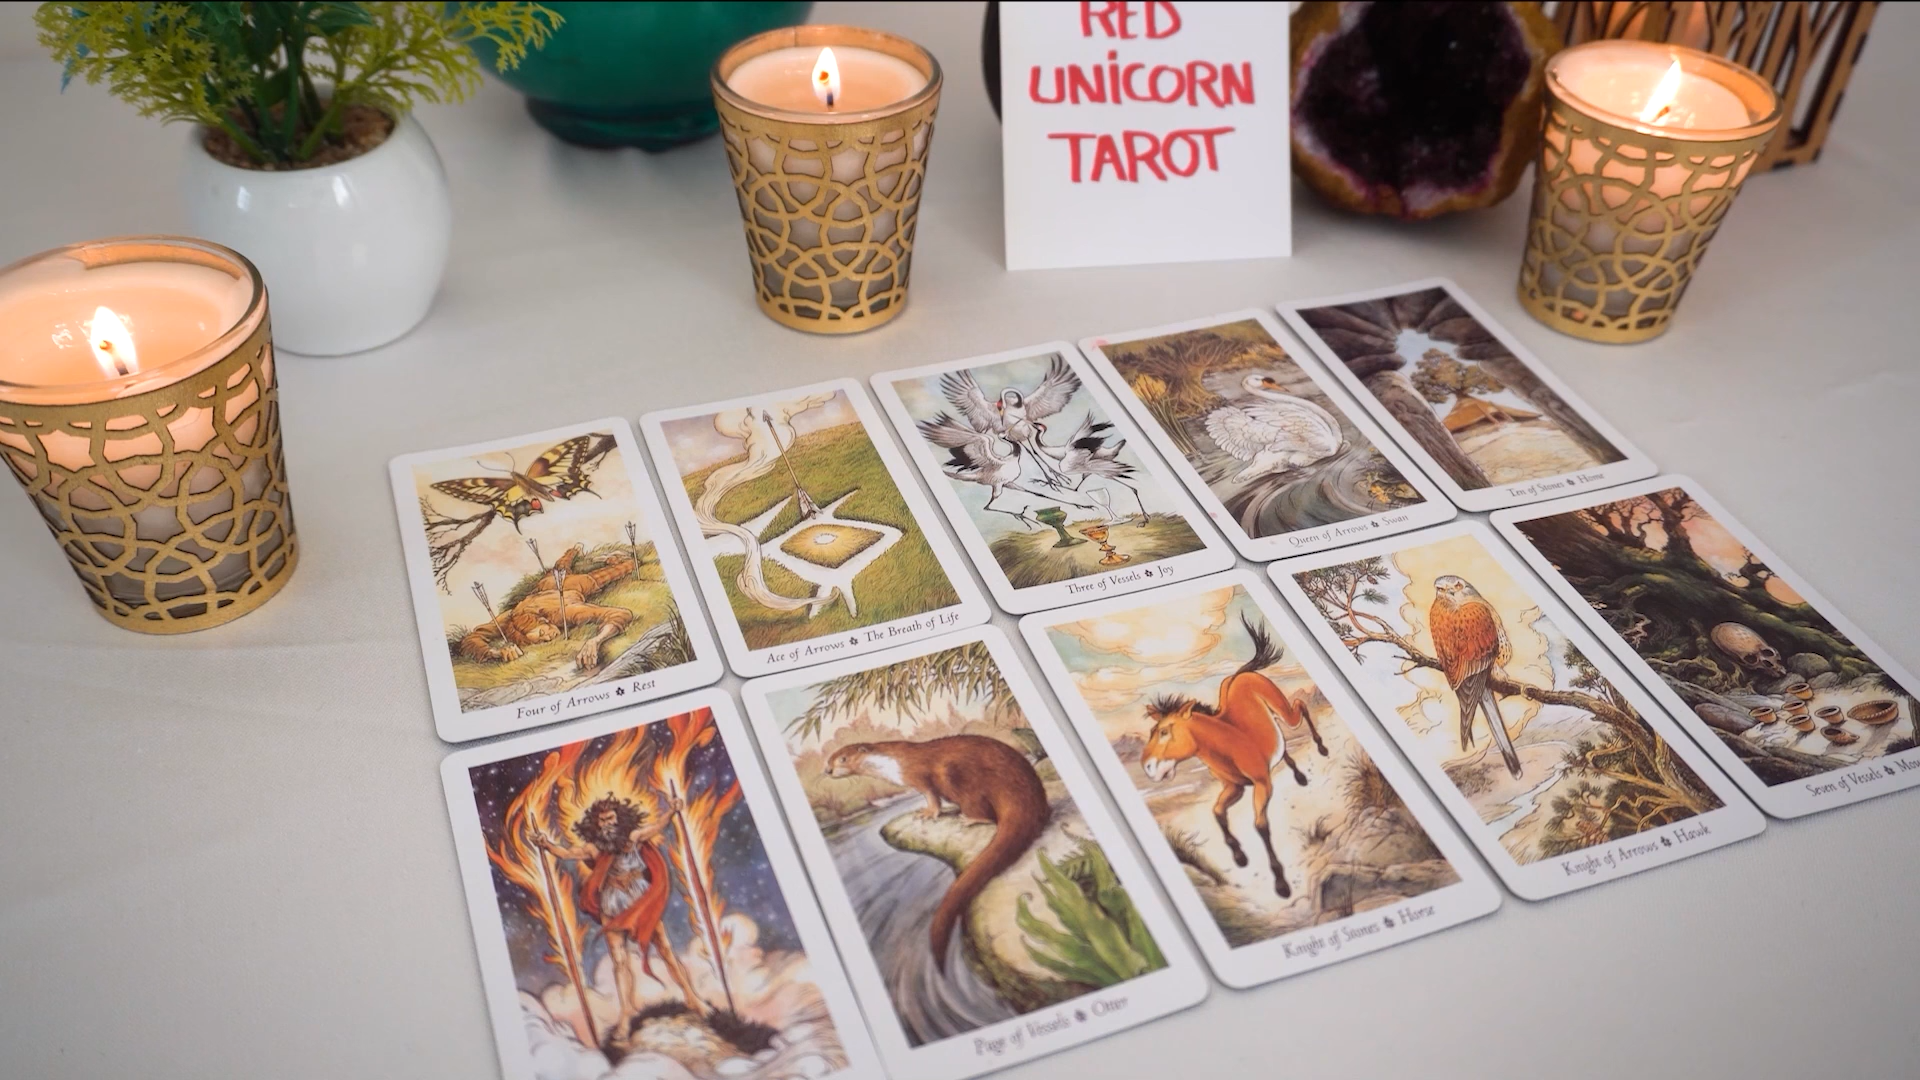 RED
UNICORN
TAROT
Four of Arrows Rest
Ace of Arrows The Breath of Life
Three of Vessels Joy
Queen of Arrows Swan
Ten of Stones Home
Page of Vessels Otter
Knight of Stones Horse
Knight of Arrows Hawk
Seven of Vessels Mou